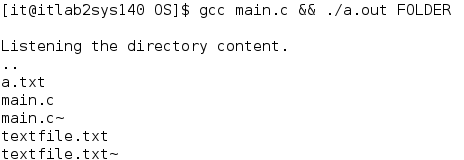 [it@itlab2sys140 OS]$ gcc main.c && ./a.out FOLDER
Listening the directory content.
..
a.txt
main.c
main.c~
textfile.txt
textfile.txt~